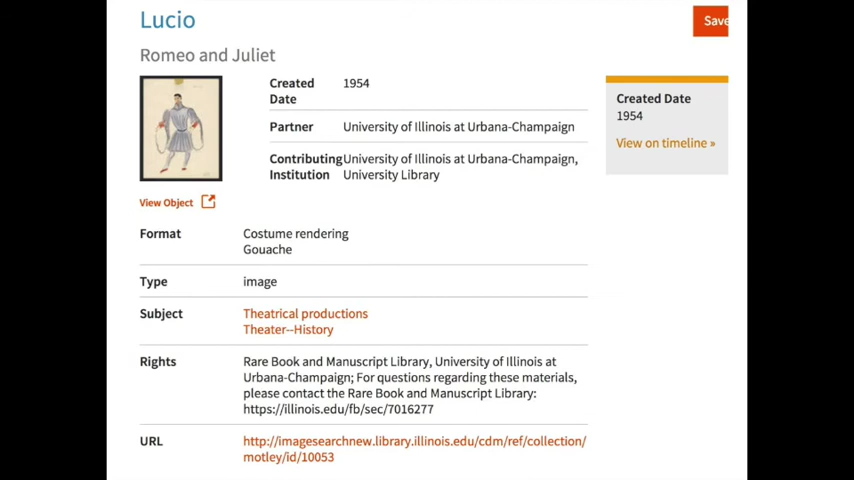 Lucio
Save
Romeo and Juliet
Created Date 1954
Partner University of Illinois at Urbana-Champaign
Contributing Institution University of Illinois at Urbana-Champaign,
University Library
Created Date
1954
View on timeline »
View Object
Format Costume rendering
Gouache
Type image
Subject Theatrical productions
Theater--History
Rights Rare Book and Manuscript Library, University of Illinois at
Urbana-Champaign; For questions regarding these materials,
please contact the Rare Book and Manuscript Library:
https://illinois.edu/fb/sec/7016277
URL http://imagesearchnew.library.illinois.edu/cdm/ref/collection/
motley/id/10053